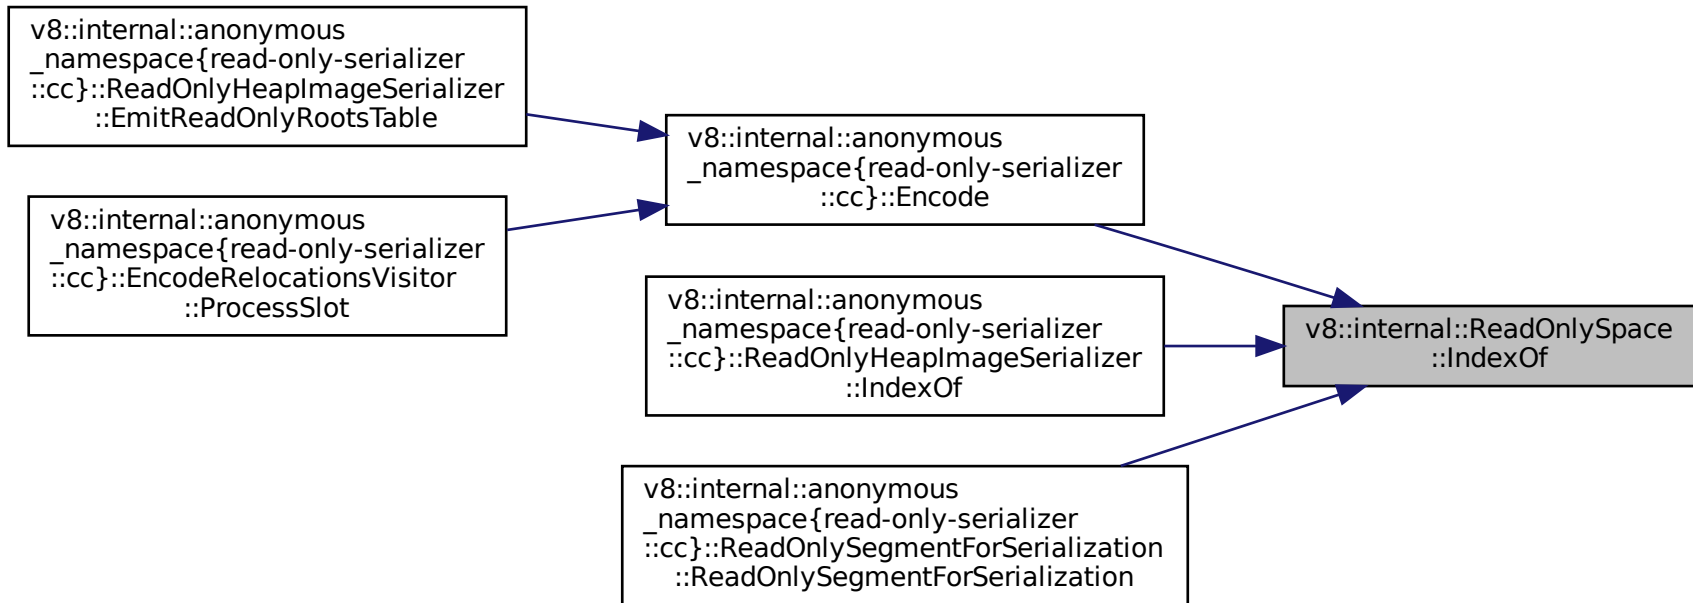 v8::internal::anonymous
_namespace{read-only-serializer
::cc}::ReadOnlyHeapImageSerializer
::EmitReadOnlyRootsTable
v8::internal::anonymous
_namespace{read-only-serializer
::cc}::EncodeRelocationsVisitor
::ProcessSlot
v8::internal::anonymous
_namespace{read-only-serializer
::cc}::Encode
v8::internal::anonymous
_namespace{read-only-serializer
::cc}::ReadOnlyHeapImageSerializer
::IndexOf
v8::internal::anonymous
_namespace{read-only-serializer
::cc}::ReadOnlySegmentForSerialization
::ReadOnlySegmentForSerialization
v8::internal::ReadOnlySpace
::IndexOf